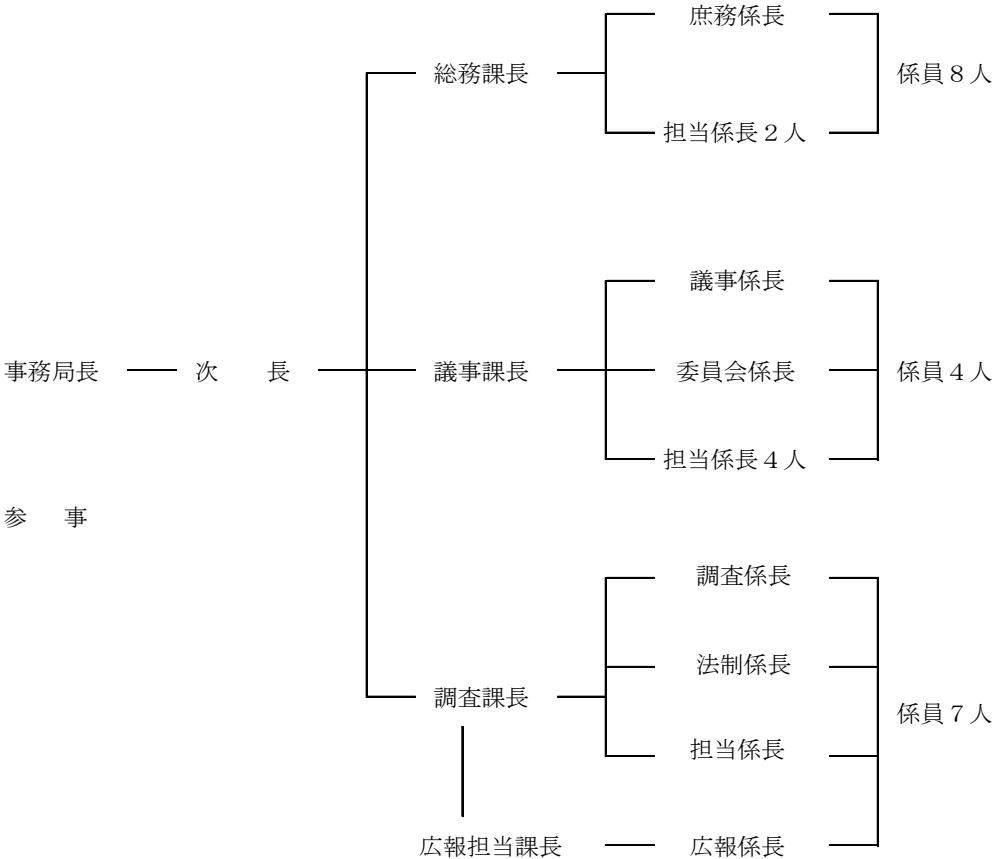 庶務係長
総務課長
係員８人
担当係長２人
議事係長
事務局長
次　　長
議事課長
委員会係長
係員４人
担当係長４人
参　事
調査係長
法制係長
調査課長
係員７人
担当係長
広報担当課長
広報係長